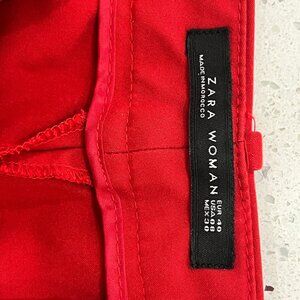 ZARA WOMAN
MADE IN MOROCCO
EUR 40
USA 08
MEX 30